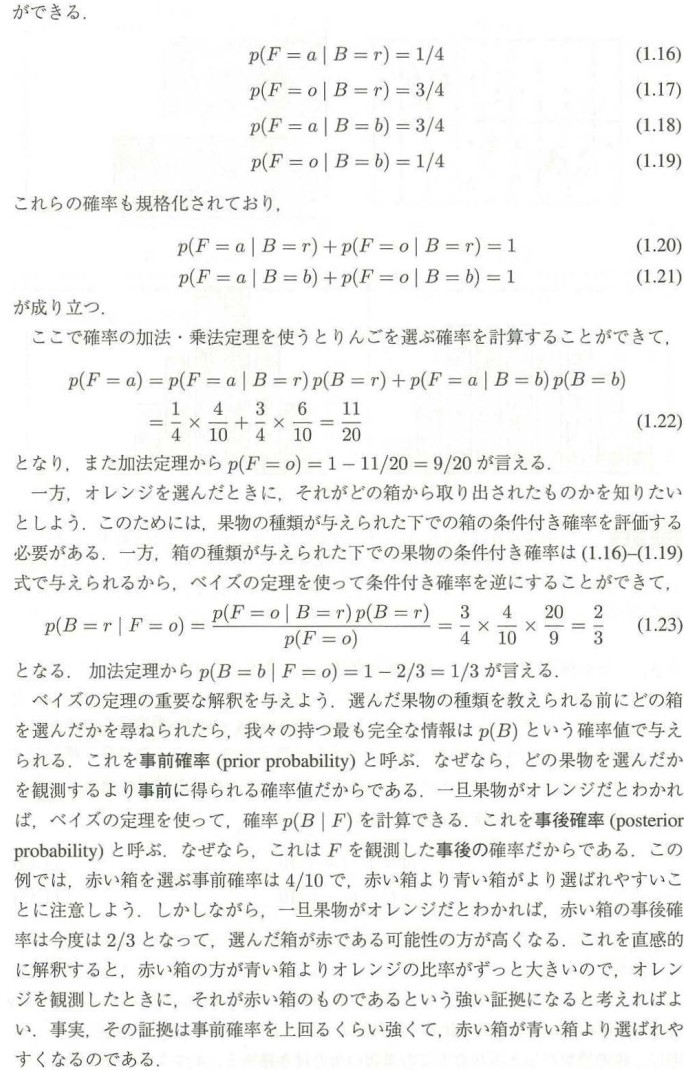 ができる．
p(F = a | B = r) = 1/4 (1.16)
p(F = o | B = r) = 3/4 (1.17)
p(F = a | B = b) = 3/4 (1.18)
p(F = o | B = b) = 1/4 (1.19)
これらの確率も規格化されており，
p(F = a | B = r) + p(F = o | B = r) = 1 (1.20)
p(F = a | B = b) + p(F = o | B = b) = 1 (1.21)
が成り立つ．
ここで確率の加法・乗法定理を使うとりんごを選ぶ確率を計算することができて，
p(F = a) = p(F = a | B = r) p(B = r) + p(F = a | B = b) p(B = b)
= 1/4 × 4/10 + 3/4 × 6/10 = 11/20 (1.22)
となり，また加法定理から p(F = o) = 1 − 11/20 = 9/20 が言える．
一方，オレンジを選んだときに，それがどの箱から取り出されたものかを知りたい
としよう．このためには，果物の種類が与えられた下での箱の条件付き確率を評価する
必要がある．一方，箱の種類が与えられた下での果物の条件付き確率は (1.16)–(1.19)
式で与えられるから，ベイズの定理を使って条件付き確率を逆にすることができて，
p(B = r | F = o) = p(F = o | B = r) p(B = r) / p(F = o) = 3/4 × 4/10 × 20/9 = 2/3 (1.23)
となる． 加法定理から p(B = b | F = o) = 1 − 2/3 = 1/3 が言える．
ベイズの定理の重要な解釈を与えよう．選んだ果物の種類を教えられる前にどの箱
を選んだかを尋ねられたら，我々の持つ最も完全な情報は p(B) という確率値で与え
られる．これを事前確率 (prior probability) と呼ぶ．なぜなら，どの果物を選んだか
を観測するより事前に得られる確率値だからである．一旦果物がオレンジだとわかれ
ば，ベイズの定理を使って，確率 p(B | F) を計算できる．これを事後確率 (posterior
probability) と呼ぶ．なぜなら，これは F を観測した事後の確率だからである．この
例では，赤い箱を選ぶ事前確率は 4/10 で，赤い箱より青い箱がより選ばれやすいこ
とに注意しよう．しかしながら，一旦果物がオレンジだとわかれば，赤い箱の事後確
率は今度は 2/3 となって，選んだ箱が赤である可能性の方が高くなる．これを直感的
に解釈すると，赤い箱の方が青い箱よりオレンジの比率がずっと大きいので，オレン
ジを観測したときに，それが赤い箱のものであるという強い証拠になると考えればよ
い．事実，その証拠は事前確率を上回るくらい強くて，赤い箱が青い箱より選ばれや
すくなるのである．